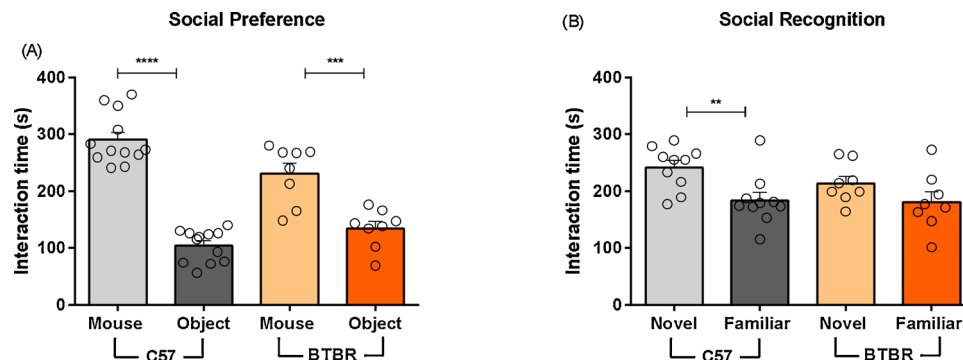 Social Preference
(A)
****
***
Interaction time (s)
400
300
200
100
0
Mouse Object Mouse Object
C57 BTBR
Social Recognition
(B)
**
Interaction time (s)
400
300
200
100
0
Novel Familiar Novel Familiar
C57 BTBR